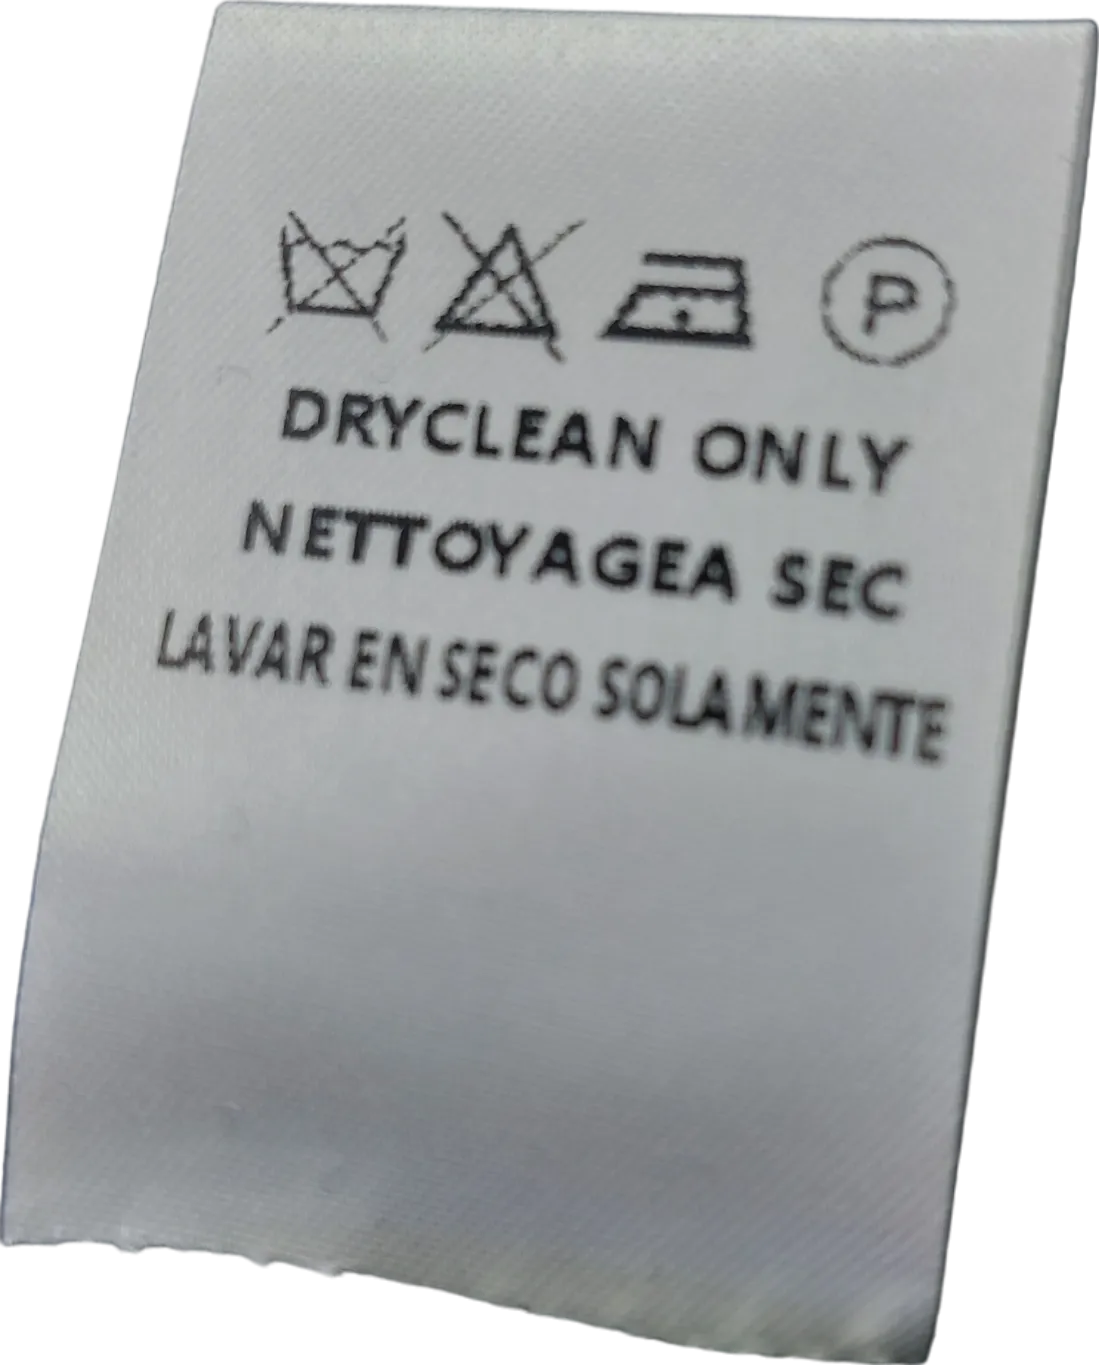 P
DRYCLEAN ONLY
NETTOYAGEA SEC
LAVAR EN SECO SOLAMENTE